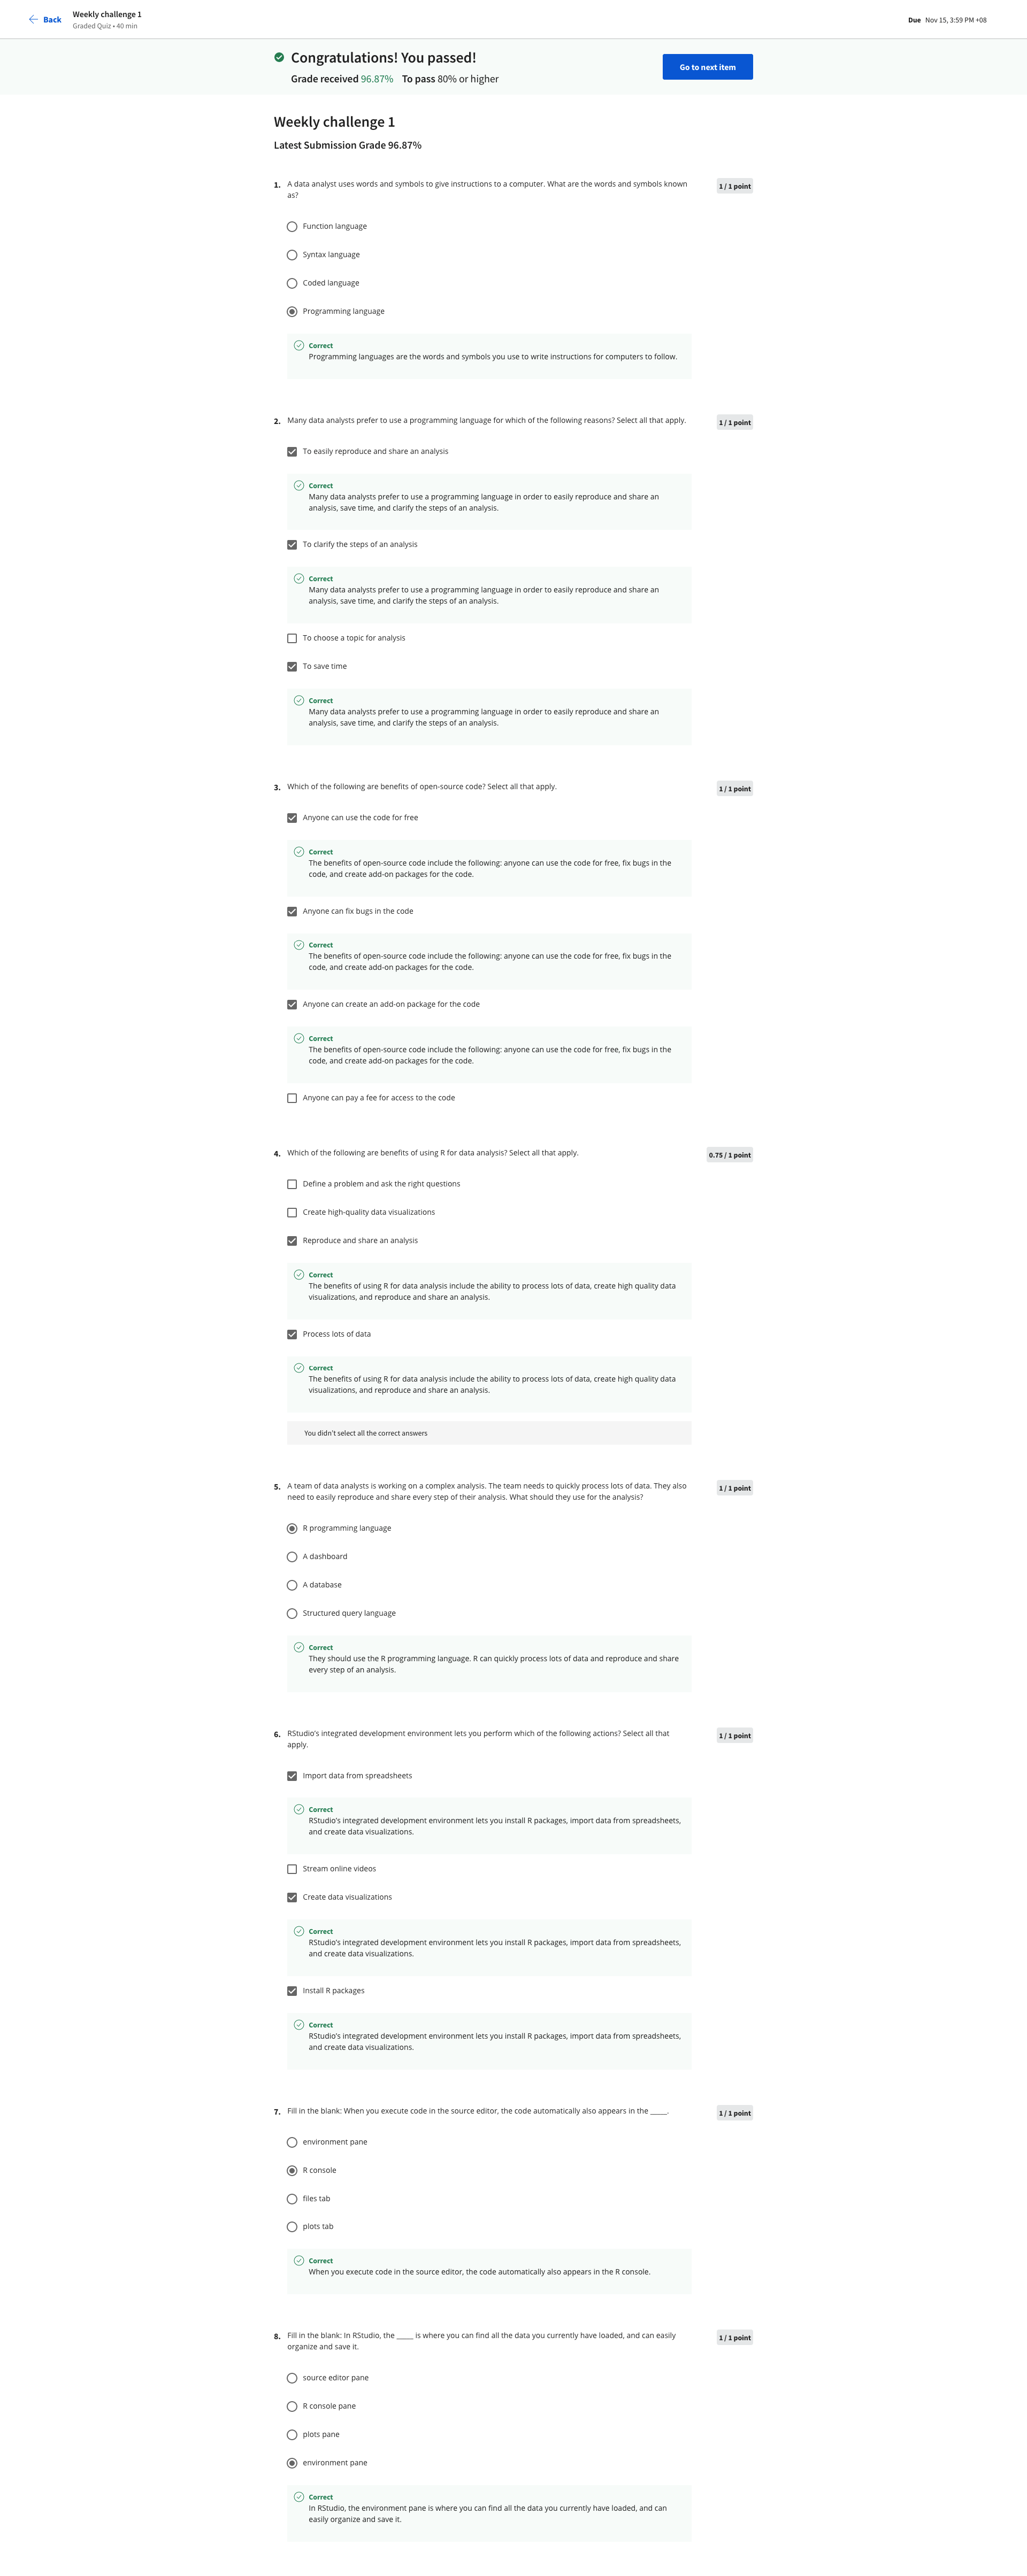 Back
Weekly challenge 1
Graded Quiz • 40 min
Due Nov 15, 3:59 PM +08
Congratulations! You passed!
Grade received 96.87% To pass 80% or higher
Go to next item
Weekly challenge 1
Latest Submission Grade 96.87%
1. A data analyst uses words and symbols to give instructions to a computer. What are the words and symbols known
as?
1 / 1 point
Function language
Syntax language
Coded language
Programming language
Correct
Programming languages are the words and symbols you use to write instructions for computers to follow.
2. Many data analysts prefer to use a programming language for which of the following reasons? Select all that apply.
1 / 1 point
To easily reproduce and share an analysis
Correct
Many data analysts prefer to use a programming language in order to easily reproduce and share an
analysis, save time, and clarify the steps of an analysis.
To clarify the steps of an analysis
Correct
Many data analysts prefer to use a programming language in order to easily reproduce and share an
analysis, save time, and clarify the steps of an analysis.
To choose a topic for analysis
To save time
Correct
Many data analysts prefer to use a programming language in order to easily reproduce and share an
analysis, save time, and clarify the steps of an analysis.
3. Which of the following are benefits of open-source code? Select all that apply.
1 / 1 point
Anyone can use the code for free
Correct
The benefits of open-source code include the following: anyone can use the code for free, fix bugs in the
code, and create add-on packages for the code.
Anyone can fix bugs in the code
Correct
The benefits of open-source code include the following: anyone can use the code for free, fix bugs in the
code, and create add-on packages for the code.
Anyone can create an add-on package for the code
Correct
The benefits of open-source code include the following: anyone can use the code for free, fix bugs in the
code, and create add-on packages for the code.
Anyone can pay a fee for access to the code
4. Which of the following are benefits of using R for data analysis? Select all that apply.
0.75 / 1 point
Define a problem and ask the right questions
Create high-quality data visualizations
Reproduce and share an analysis
Correct
The benefits of using R for data analysis include the ability to process lots of data, create high quality data
visualizations, and reproduce and share an analysis.
Process lots of data
Correct
The benefits of using R for data analysis include the ability to process lots of data, create high quality data
visualizations, and reproduce and share an analysis.
You didn't select all the correct answers
5. A team of data analysts is working on a complex analysis. The team needs to quickly process lots of data. They also
need to easily reproduce and share every step of their analysis. What should they use for the analysis?
1 / 1 point
R programming language
A dashboard
A database
Structured query language
Correct
They should use the R programming language. R can quickly process lots of data and reproduce and share
every step of an analysis.
6. RStudio's integrated development environment lets you perform which of the following actions? Select all that
apply.
1 / 1 point
Import data from spreadsheets
Correct
RStudio's integrated development environment lets you install R packages, import data from spreadsheets,
and create data visualizations.
Stream online videos
Create data visualizations
Correct
RStudio's integrated development environment lets you install R packages, import data from spreadsheets,
and create data visualizations.
Install R packages
Correct
RStudio's integrated development environment lets you install R packages, import data from spreadsheets,
and create data visualizations.
7. Fill in the blank: When you execute code in the source editor, the code automatically also appears in the _____.
1 / 1 point
environment pane
R console
files tab
plots tab
Correct
When you execute code in the source editor, the code automatically also appears in the R console.
8. Fill in the blank: In RStudio, the _____ is where you can find all the data you currently have loaded, and can easily
organize and save it.
1 / 1 point
source editor pane
R console pane
plots pane
environment pane
Correct
In RStudio, the environment pane is where you can find all the data you currently have loaded, and can
easily organize and save it.